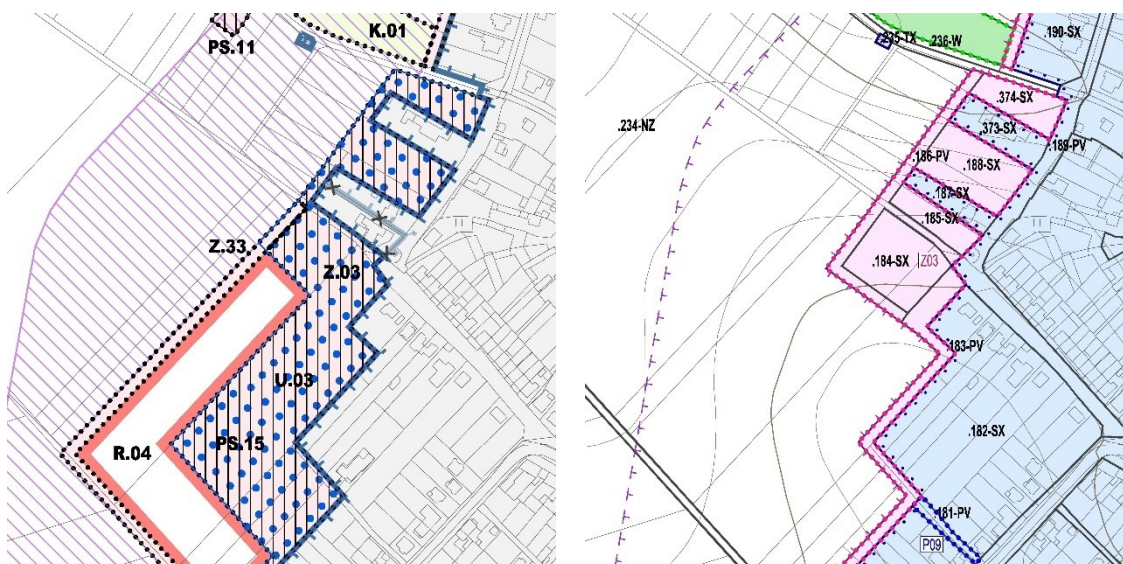 PS.11
K.01
Z.33
Z.03
U.03
PS.15
R.04
.190-SX
.235-TX
.236-W
.374-SX
.234-NZ
.373-SX
.189-PV
.186-PV
.188-SX
.187-SX
.185-SX
.184-SX
Z03
.183-PV
.182-SX
.181-PV
P09